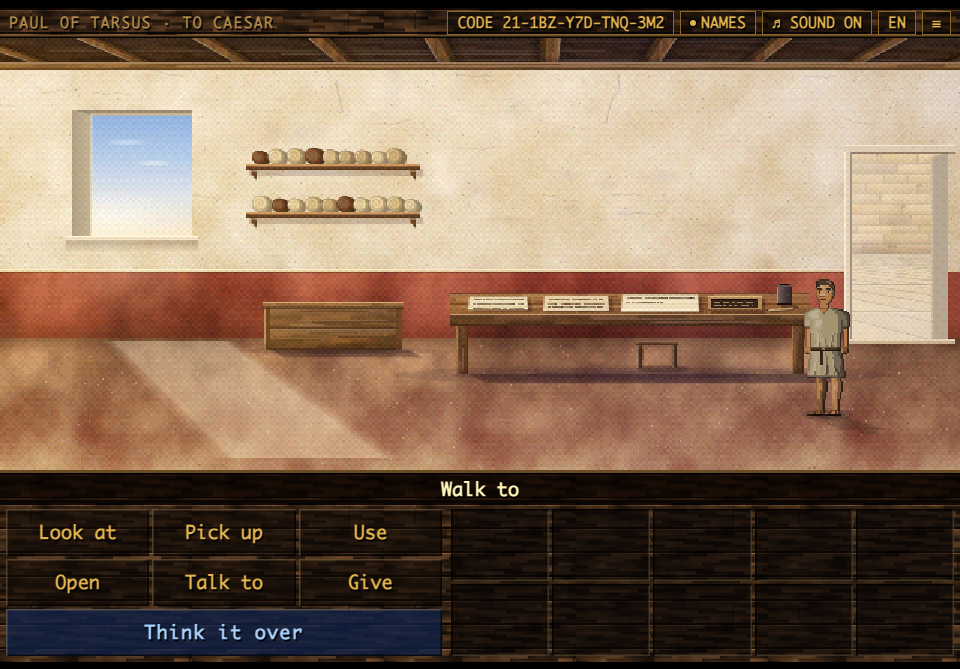 PAUL OF TARSUS · TO CAESAR
CODE 21-1BZ-Y7D-TNQ-3M2
● NAMES
♬ SOUND ON
EN
≡
Walk to
Look at
Pick up
Use
Open
Talk to
Give
Think it over